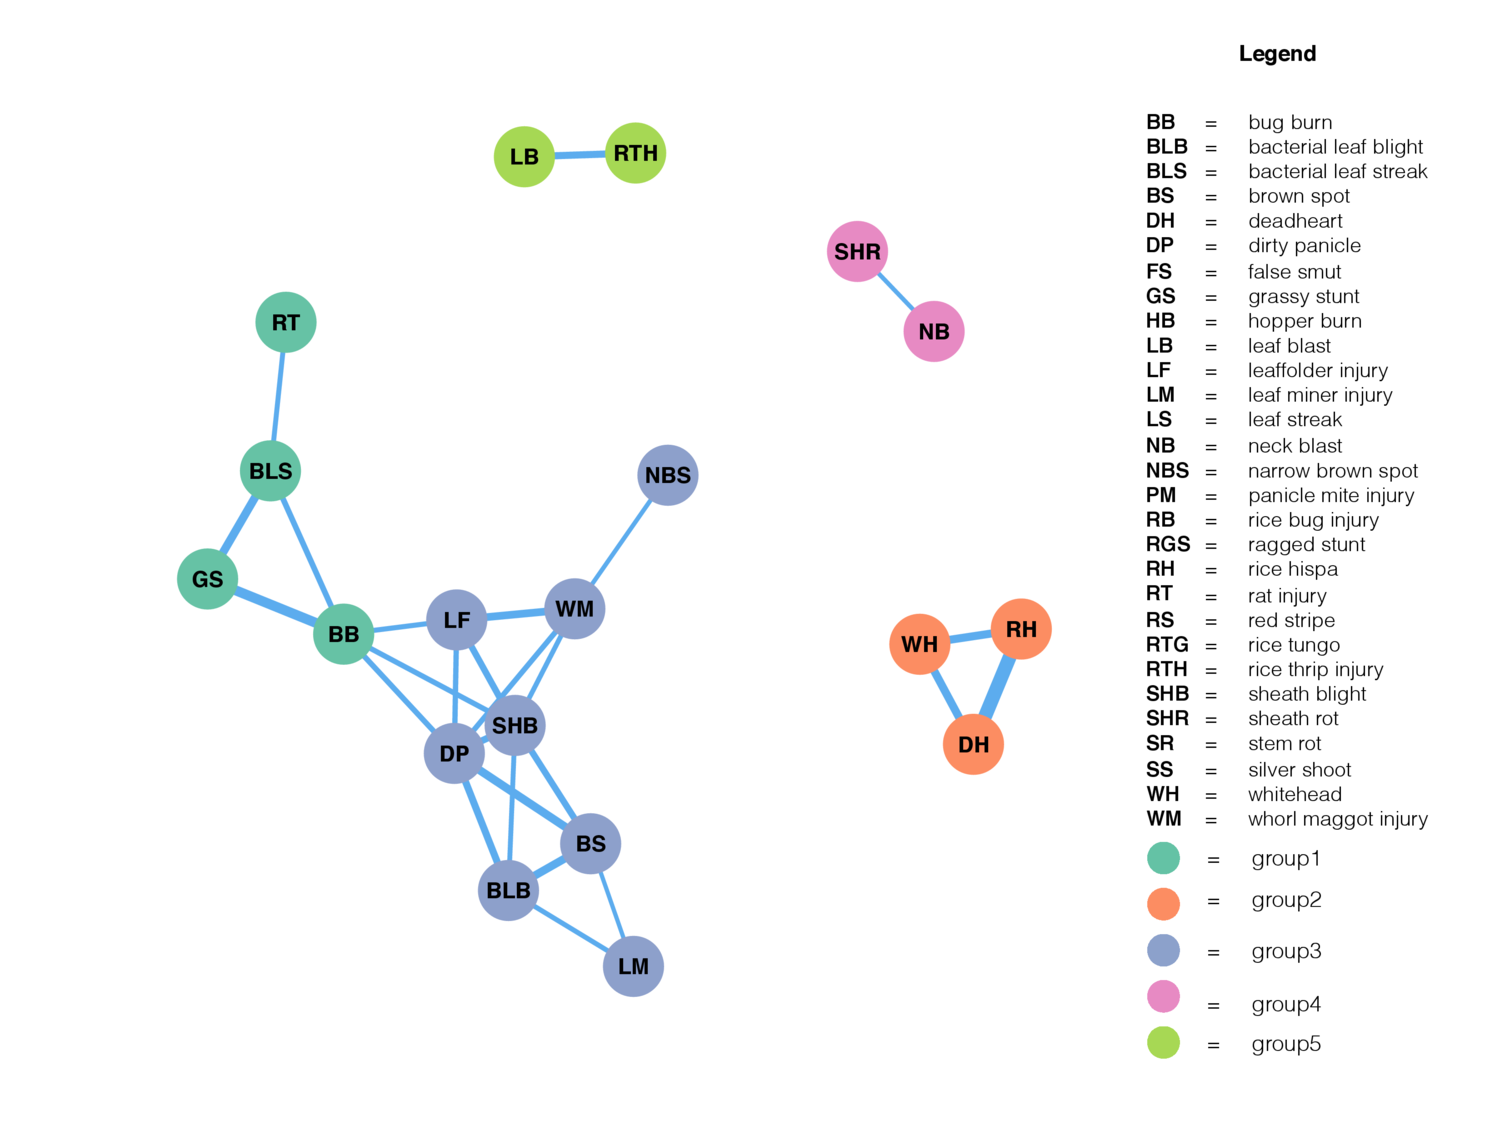 Legend
LB
RTH
SHR
NB
RT
BLS
NBS
GS
BB
LF
WM
WH
RH
SHB
DP
DH
BS
BLB
LM
BB = bug burn
BLB = bacterial leaf blight
BLS = bacterial leaf streak
BS = brown spot
DH = deadheart
DP = dirty panicle
FS = false smut
GS = grassy stunt
HB = hopper burn
LB = leaf blast
LF = leaffolder injury
LM = leaf miner injury
LS = leaf streak
NB = neck blast
NBS = narrow brown spot
PM = panicle mite injury
RB = rice bug injury
RGS = ragged stunt
RH = rice hispa
RT = rat injury
RS = red stripe
RTG = rice tungo
RTH = rice thrip injury
SHB = sheath blight
SHR = sheath rot
SR = stem rot
SS = silver shoot
WH = whitehead
WM = whorl maggot injury
= group1
= group2
= group3
= group4
= group5